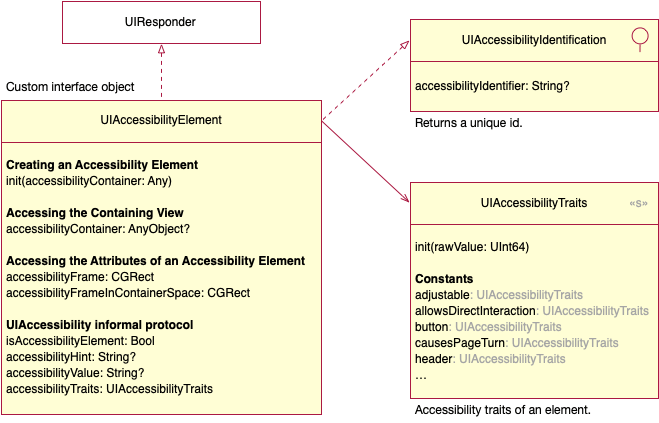 UIResponder
Custom interface object
UIAccessibilityElement
Creating an Accessibility Element
init(accessibilityContainer: Any)
Accessing the Containing View
accessibilityContainer: AnyObject?
Accessing the Attributes of an Accessibility Element
accessibilityFrame: CGRect
accessibilityFrameInContainerSpace: CGRect
UIAccessibility informal protocol
isAccessibilityElement: Bool
accessibilityHint: String?
accessibilityValue: String?
accessibilityTraits: UIAccessibilityTraits
UIAccessibilityIdentification
accessibilityIdentifier: String?
Returns a unique id.
UIAccessibilityTraits «s»
init(rawValue: UInt64)
Constants
adjustable: UIAccessibilityTraits
allowsDirectInteraction: UIAccessibilityTraits
button: UIAccessibilityTraits
causesPageTurn: UIAccessibilityTraits
header: UIAccessibilityTraits
…
Accessibility traits of an element.